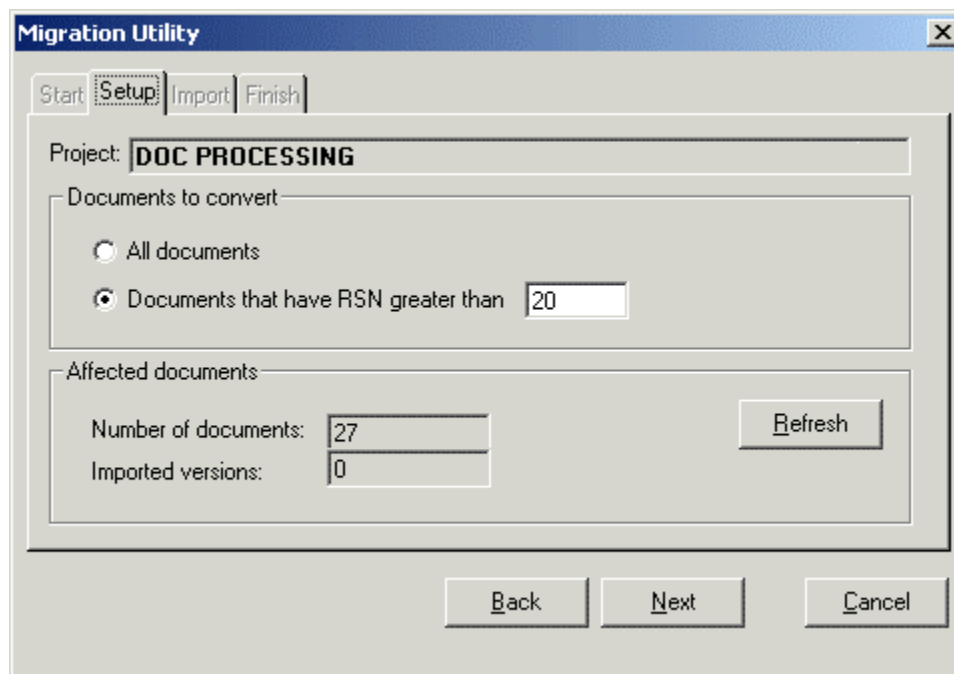 Migration Utility
Start Setup Import Finish
Project: DOC PROCESSING
Documents to convert
All documents
Documents that have RSN greater than 20
Affected documents
Number of documents: 27
Refresh
Imported versions: 0
Back Next Cancel